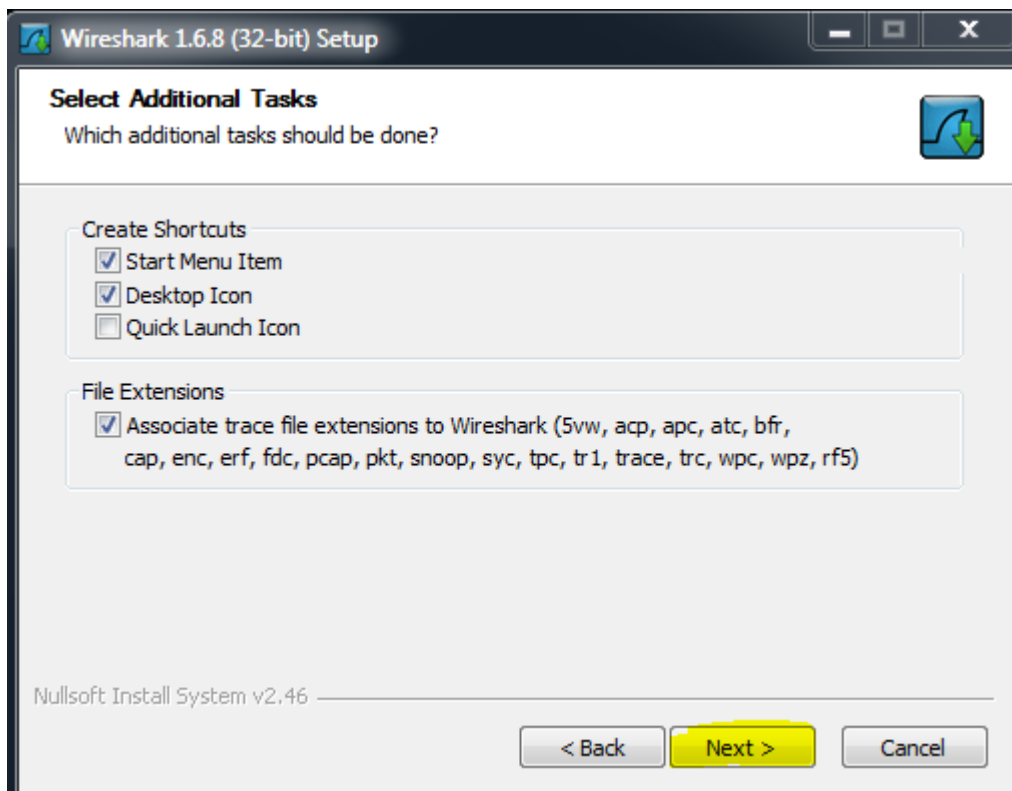 Wireshark 1.6.8 (32-bit) Setup
Select Additional Tasks
Which additional tasks should be done?
Create Shortcuts
Start Menu Item
Desktop Icon
Quick Launch Icon
File Extensions
Associate trace file extensions to Wireshark (5vw, acp, apc, atc, bfr,
cap, enc, erf, fdc, pcap, pkt, snoop, syc, tpc, tr1, trace, trc, wpc, wpz, rf5)
Nullsoft Install System v2.46
< Back Next > Cancel